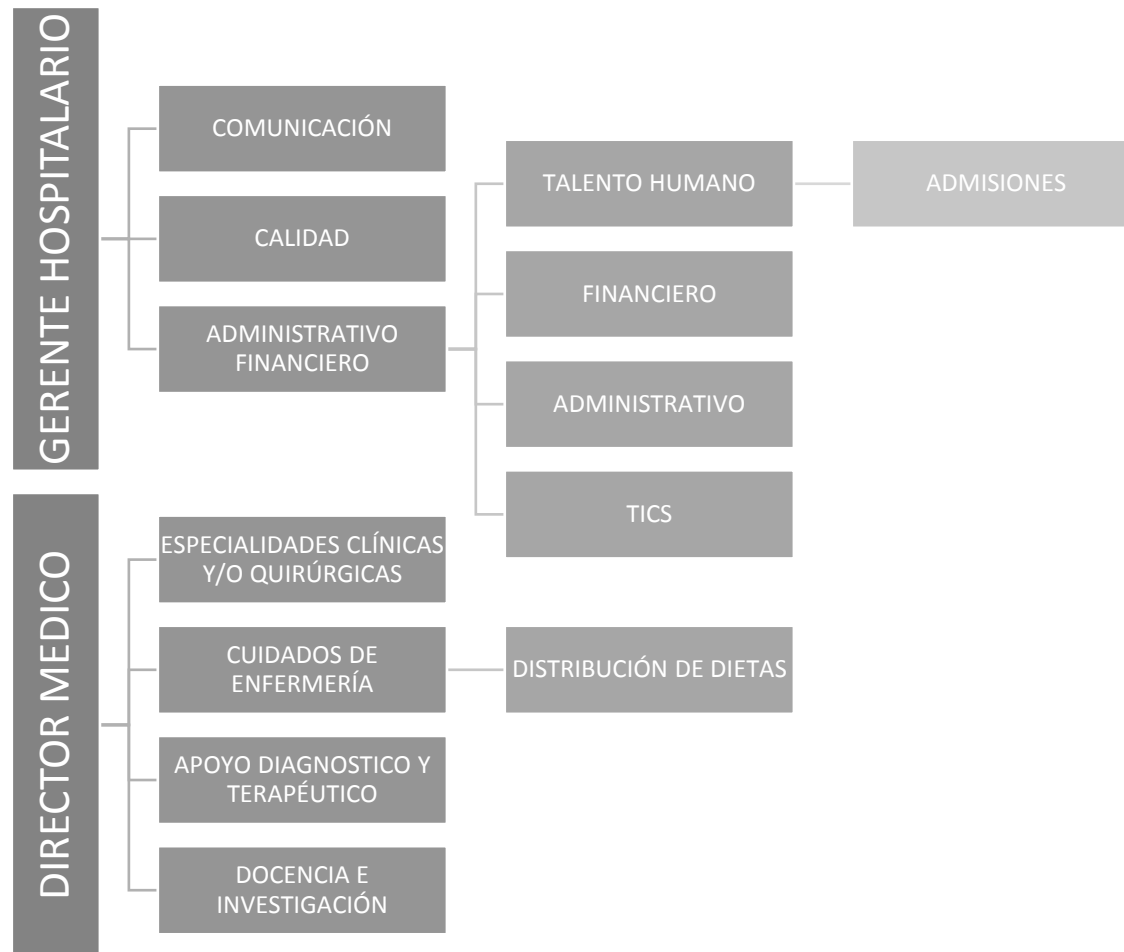 GERENTE HOSPITALARIO
COMUNICACIÓN
CALIDAD
ADMINISTRATIVO
FINANCIERO
TALENTO HUMANO
ADMISIONES
FINANCIERO
ADMINISTRATIVO
TICS
DIRECTOR MEDICO
ESPECIALIDADES CLÍNICAS
Y/O QUIRÚRGICAS
CUIDADOS DE
ENFERMERÍA
DISTRIBUCIÓN DE DIETAS
APOYO DIAGNOSTICO Y
TERAPÉUTICO
DOCENCIA E
INVESTIGACIÓN